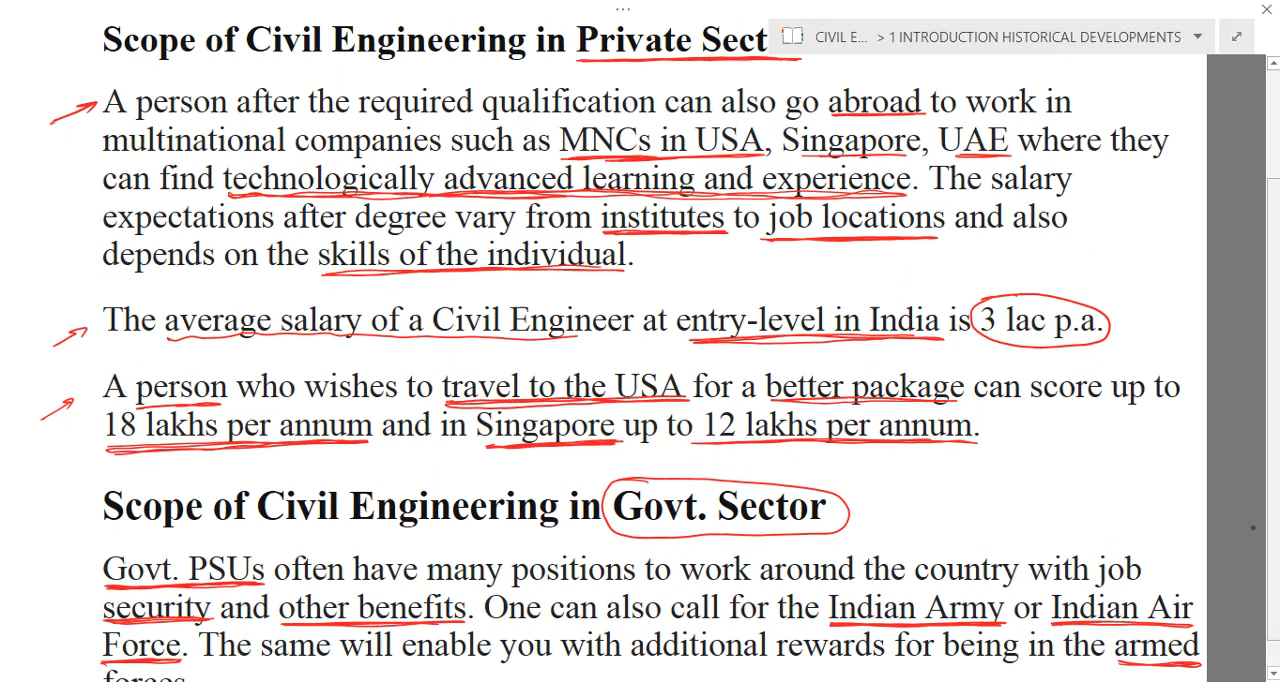 ...
Scope of Civil Engineering in Private Sect
CIVIL E... > 1 INTRODUCTION HISTORICAL DEVELOPMENTS
A person after the required qualification can also go abroad to work in
multinational companies such as MNCs in USA, Singapore, UAE where they
can find technologically advanced learning and experience. The salary
expectations after degree vary from institutes to job locations and also
depends on the skills of the individual.
The average salary of a Civil Engineer at entry-level in India is 3 lac p.a.
A person who wishes to travel to the USA for a better package can score up to
18 lakhs per annum and in Singapore up to 12 lakhs per annum.
Scope of Civil Engineering in Govt. Sector
Govt. PSUs often have many positions to work around the country with job
security and other benefits. One can also call for the Indian Army or Indian Air
Force. The same will enable you with additional rewards for being in the armed
forces.